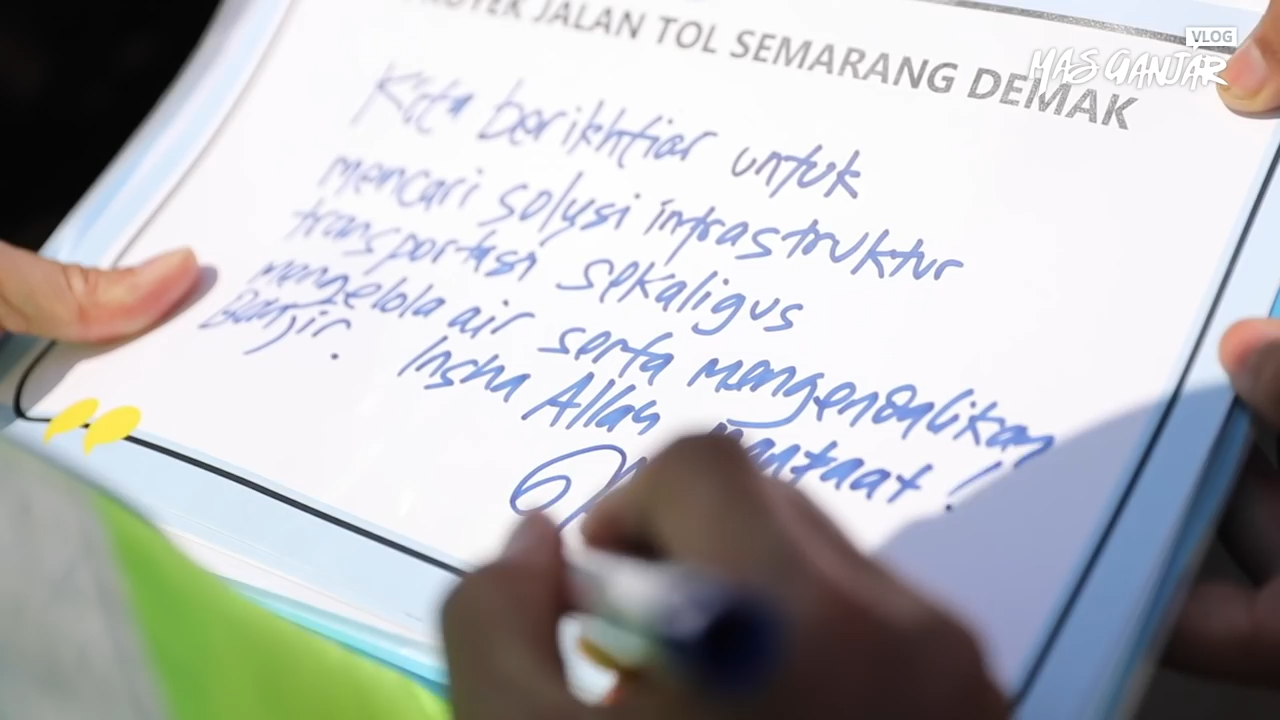 VLOG
MAS GANJAR
PROYEK JALAN TOL SEMARANG DEMAK
Kita berikhtiar untuk
mencari solusi infrastruktur
transportasi sekaligus
mengelola air serta mengendalikan
Banjir. Insha Allah manfaat!